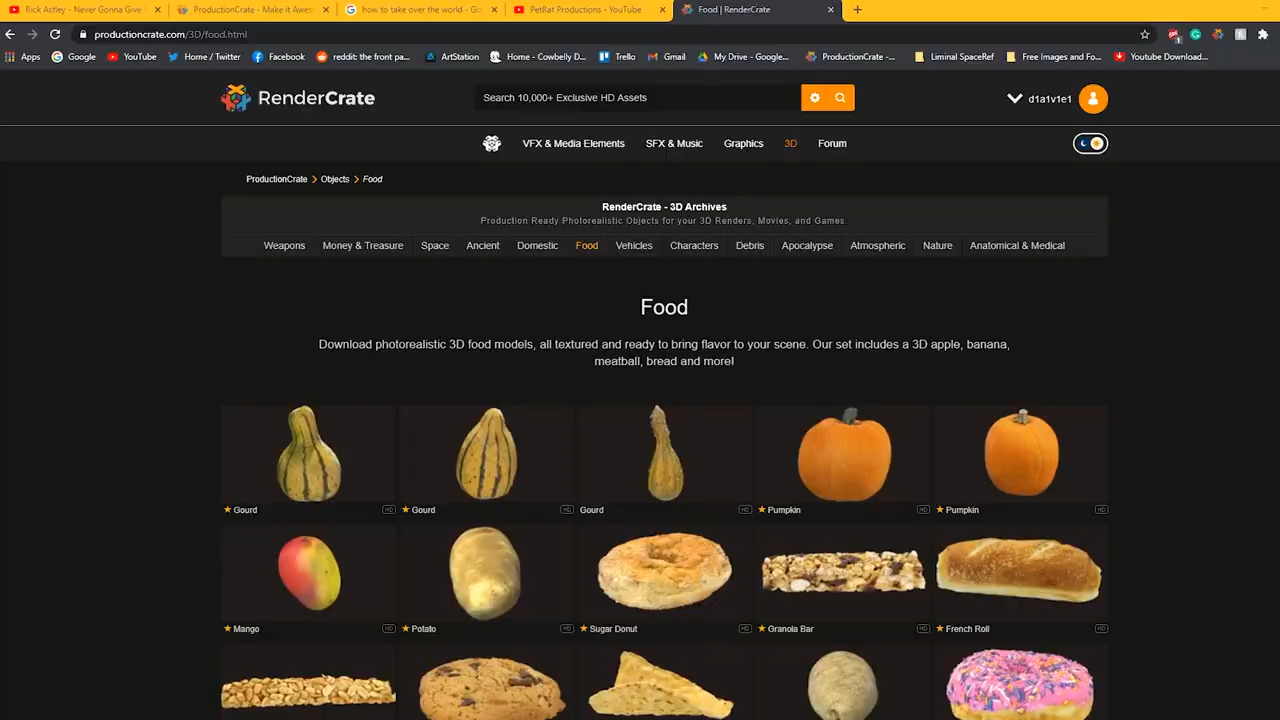 Rick Astley - Never Gonna Give
ProductionCrate - Make it Awes
how to take over the world - Go
PetRat Productions - YouTube
Food | RenderCrate
productioncrate.com/3D/food.html
Apps
Google
YouTube
Home / Twitter
Facebook
reddit: the front pa...
ArtStation
Home - Cowbelly D...
Trello
Gmail
My Drive - Google...
ProductionCrate -...
Liminal SpaceRef
Free Images and Fo...
Youtube Download...
RenderCrate
Search 10,000+ Exclusive HD Assets
d1a1v1e1
VFX & Media Elements
SFX & Music
Graphics
3D
Forum
ProductionCrate > Objects > Food
RenderCrate - 3D Archives
Production Ready Photorealistic Objects for your 3D Renders, Movies, and Games.
Weapons
Money & Treasure
Space
Ancient
Domestic
Food
Vehicles
Characters
Debris
Apocalypse
Atmospheric
Nature
Anatomical & Medical
Food
Download photorealistic 3D food models, all textured and ready to bring flavor to your scene. Our set includes a 3D apple, banana,
meatball, bread and more!
Gourd HD
Gourd HD
Gourd HD
Pumpkin HD
Pumpkin HD
Mango HD
Potato HD
Sugar Donut HD
Granola Bar HD
French Roll HD